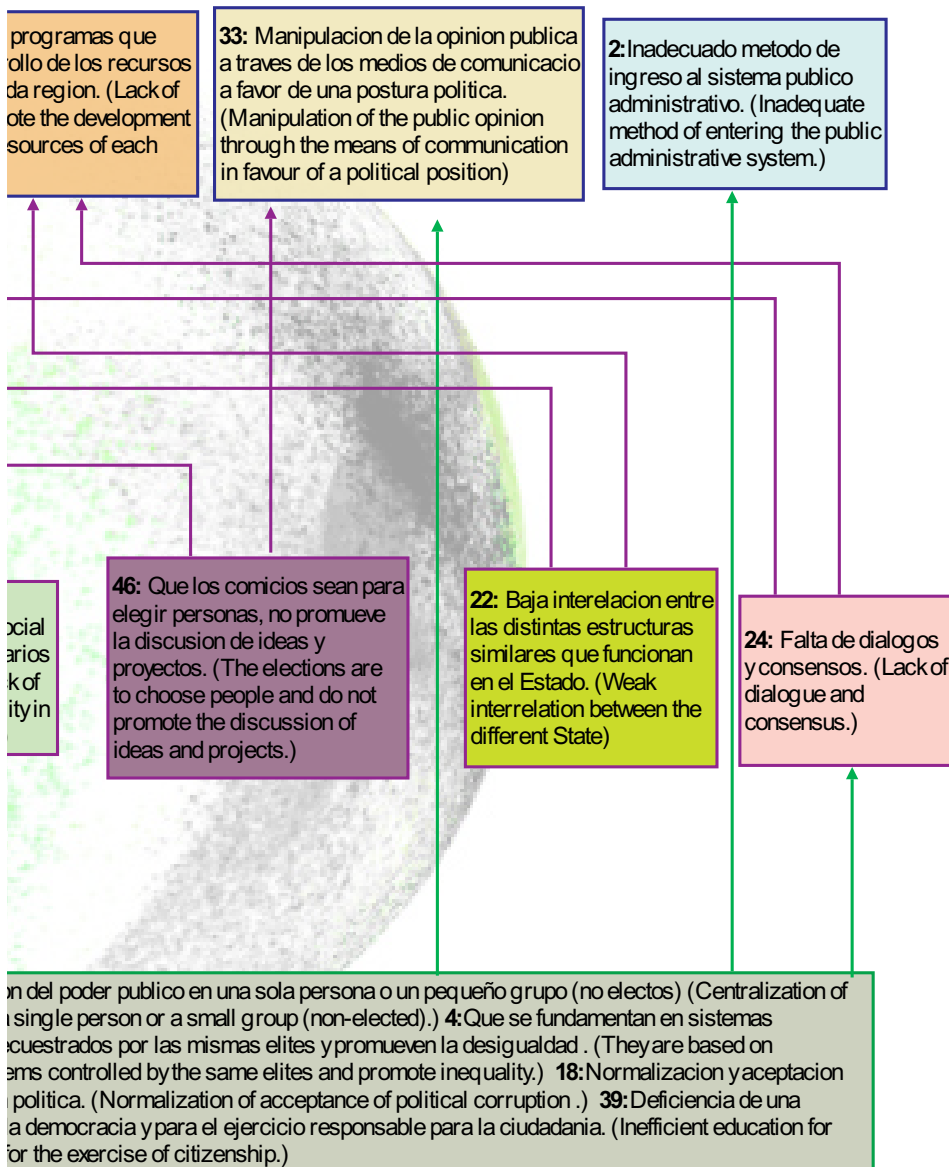 programas que
rollo de los recursos
da region. (Lack of
ote the development
sources of each
33: Manipulacion de la opinion publica
a traves de los medios de comunicacio
a favor de una postura politica.
(Manipulation of the public opinion
through the means of communication
in favour of a political position)
2:Inadecuado metodo de
ingreso al sistema publico
administrativo. (Inadequate
method of entering the public
administrative system.)
ocial
arios
k of
ity in
46: Que los comicios sean para
elegir personas, no promueve
la discusion de ideas y
proyectos. (The elections are
to choose people and do not
promote the discussion of
ideas and projects.)
22: Baja interelacion entre
las distintas estructuras
similares que funcionan
en el Estado. (Weak
interrelation between the
different State)
24: Falta de dialogos
y consensos. (Lack of
dialogue and
consensus.)
on del poder publico en una sola persona o un pequeño grupo (no electos) (Centralization of
a single person or a small group (non-elected).) 4:Que se fundamentan en sistemas
ecuestrados por las mismas elites y promueven la desigualdad . (They are based on
ems controlled by the same elites and promote inequality.) 18:Normalizacion y aceptacion
politica. (Normalization of acceptance of political corruption .) 39:Deficiencia de una
a democracia y para el ejercicio responsable para la ciudadania. (Inefficient education for
for the exercise of citizenship.)